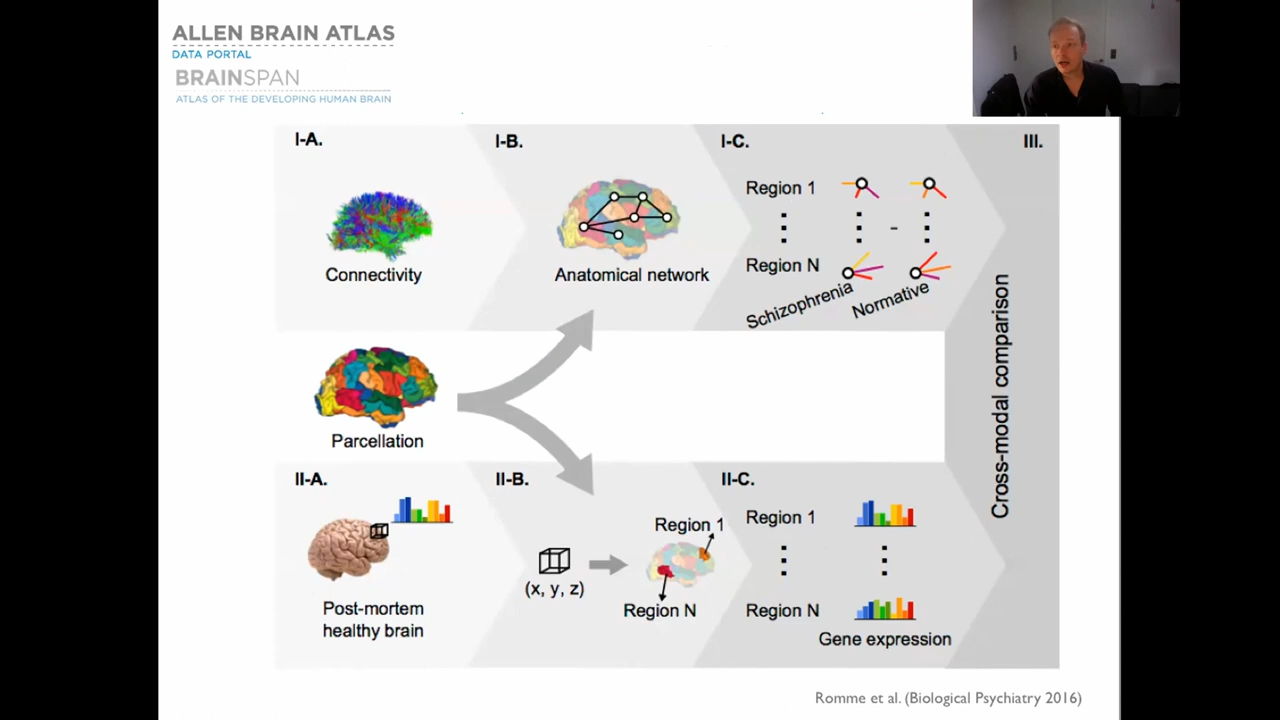 ALLEN BRAIN ATLAS
DATA PORTAL
BRAINSPAN
ATLAS OF THE DEVELOPING HUMAN BRAIN
I-A.
I-B.
I-C.
III.
Region 1
Region N
Connectivity
Anatomical network
Schizophrenia
-
Normative
Parcellation
Cross-modal comparison
II-A.
II-B.
II-C.
Region 1
(x, y, z)
Region N
Post-mortem
healthy brain
Region 1
Region N
Gene expression
Romme et al. (Biological Psychiatry 2016)